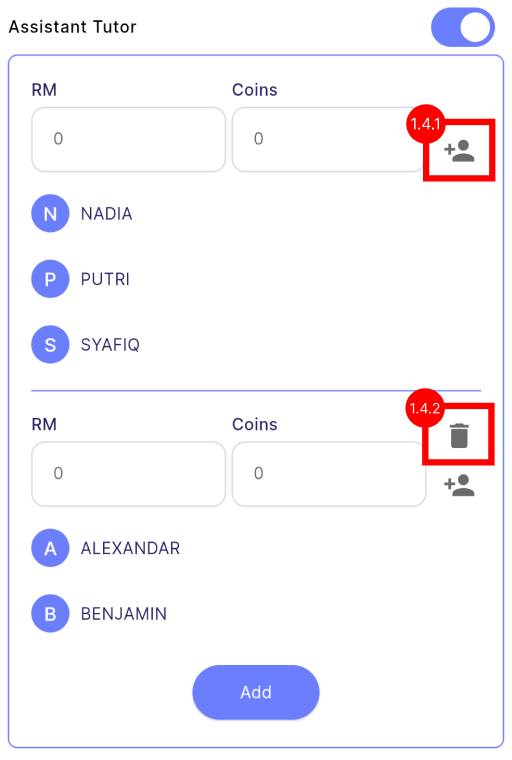 Assistant Tutor
RM Coins
0 0 1.4.1
N NADIA
P PUTRI
S SYAFIQ
1.4.2
RM Coins
0 0
A ALEXANDAR
B BENJAMIN
Add